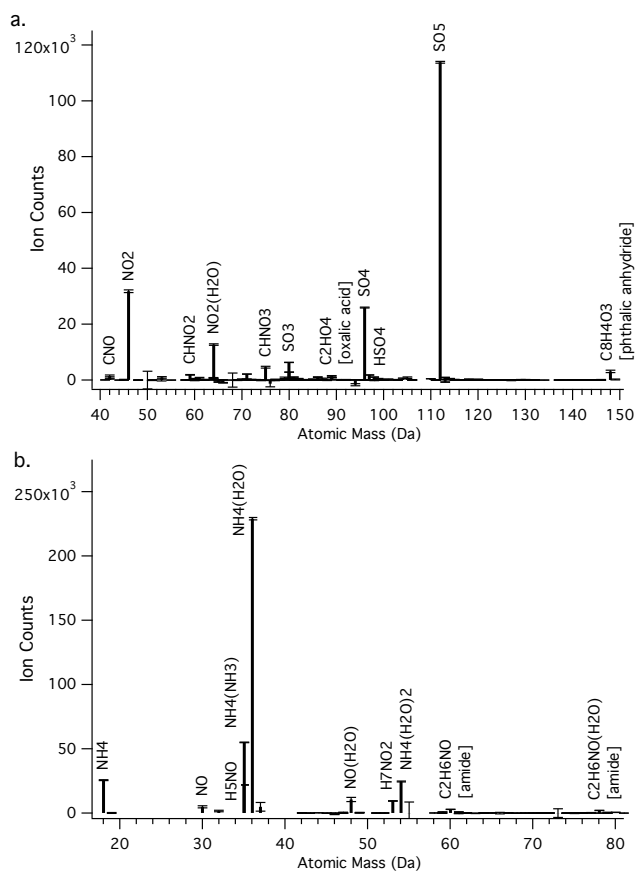 a.
120x10³
100
80
60
40
20
0
Ion Counts
CNO
NO2
CHNO2
NO2(H2O)
CHNO3
SO3
C2HO4
[oxalic acid]
SO4
HSO4
SO5
C8H4O3
[phthalic anhydride]
40 50 60 70 80 90 100 110 120 130 140 150
Atomic Mass (Da)
b.
250x10³
200
150
100
50
0
Ion Counts
NH4
NO
H5NO
NH4(NH3)
NH4(H2O)
NO(H2O)
H7NO2
NH4(H2O)2
C2H6NO
[amide]
C2H6NO(H2O)
[amide]
20 30 40 50 60 70 80
Atomic Mass (Da)